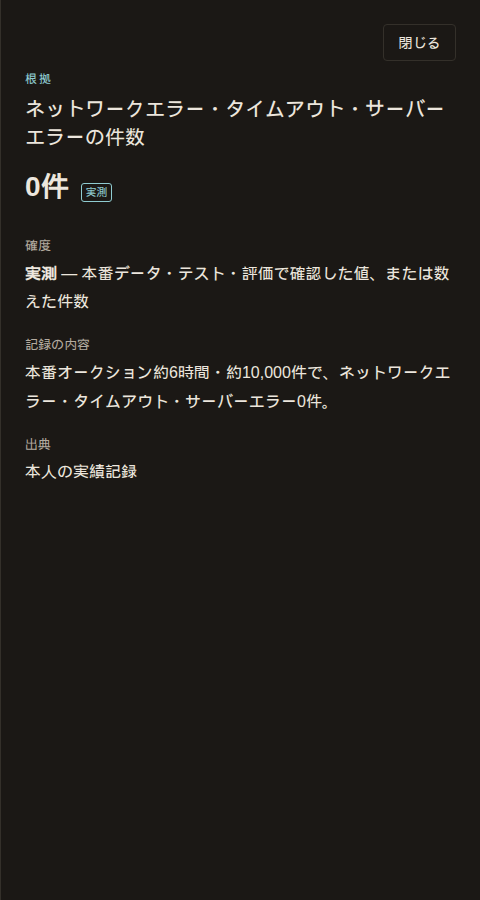 閉じる
根拠
ネットワークエラー・タイムアウト・サーバー
エラーの件数
0件 実測
確度
実測 — 本番データ・テスト・評価で確認した値、または数
えた件数
記録の内容
本番オークション約6時間・約10,000件で、ネットワークエ
ラー・タイムアウト・サーバーエラー0件。
出典
本人の実績記録